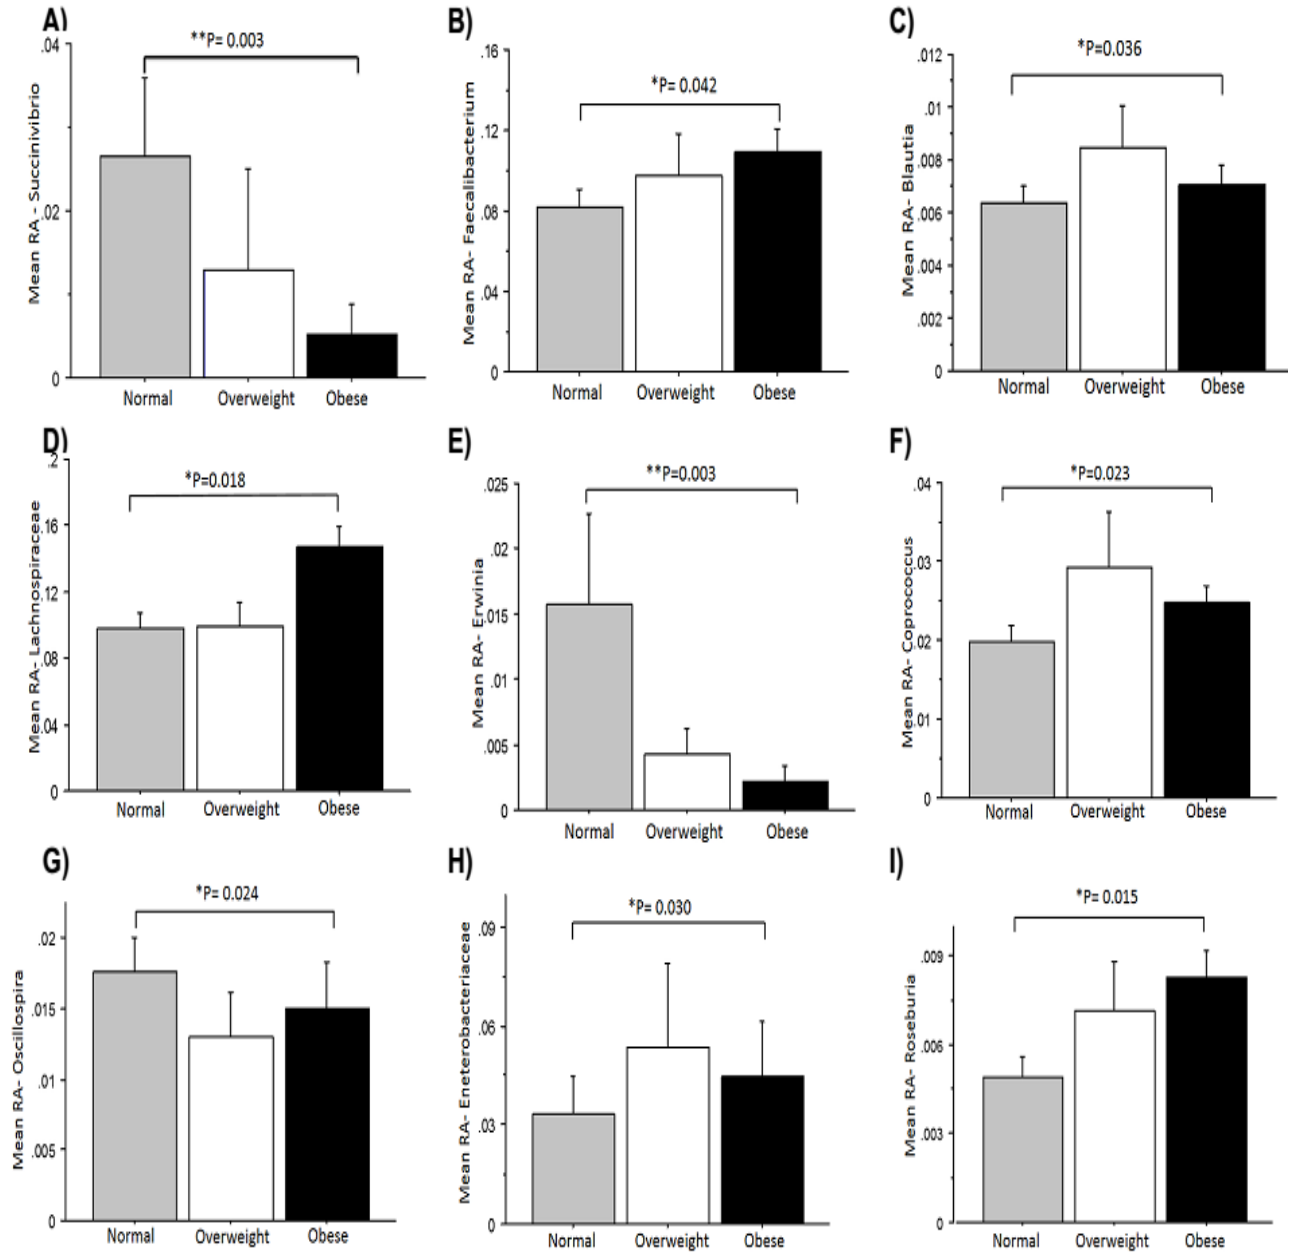 A)
**P= 0.003
.04
.02
0
Mean RA - Succinivibrio
Normal
Overweight
Obese
B)
*P= 0.042
.16
.12
.08
.04
0
Mean RA- Faecalibacterium
Normal
Overweight
Obese
C)
*P=0.036
.012
.01
.008
.006
.004
.002
0
Mean RA- Blautia
Normal
Overweight
Obese
D)
*P=0.018
.2
.16
.12
.08
.04
0
Mean RA- Lachnospiraceae
Normal
Overweight
Obese
E)
**P=0.003
.025
.02
.015
.01
.005
0
Mean RA- Erwinia
Normal
Overweight
Obese
F)
*P=0.023
.04
.03
.02
.01
0
Mean RA- Coprococcus
Normal
Overweight
Obese
G)
*P= 0.024
.02
.015
.01
.005
0
Mean RA- Oscillospira
Normal
Overweight
Obese
H)
*P= 0.030
.09
.06
.03
0
Mean RA- Eneterobacteriaceae
Normal
Overweight
Obese
I)
*P= 0.015
.009
.006
.003
0
Mean RA- Roseburia
Normal
Overweight
Obese